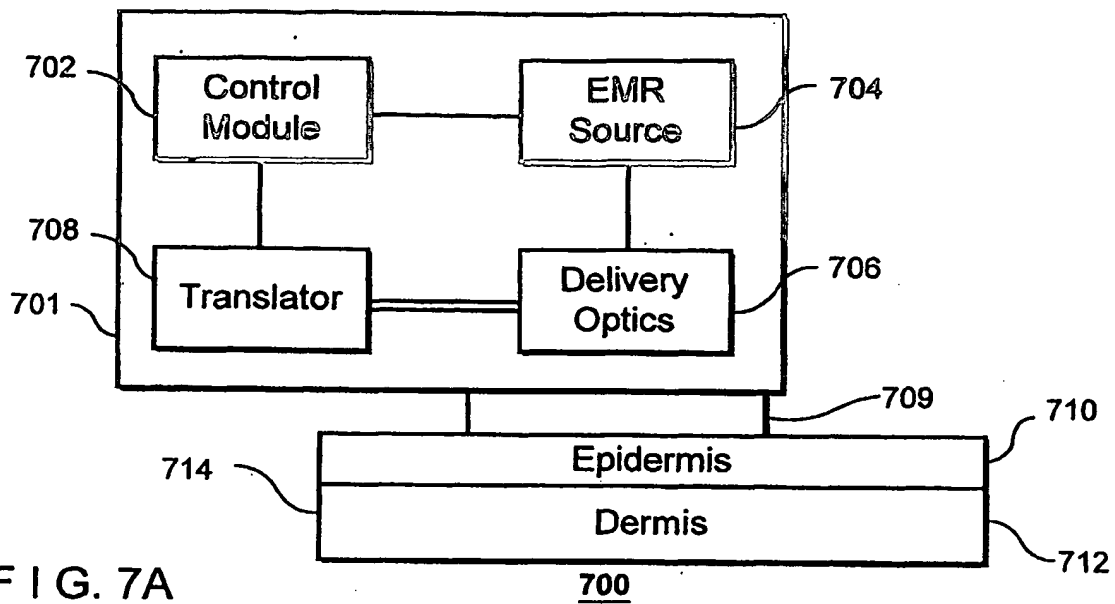 702
Control
Module
EMR
Source
704
708
Translator
Delivery
Optics
706
701
709
710
714
Epidermis
Dermis
712
F I G. 7A
700